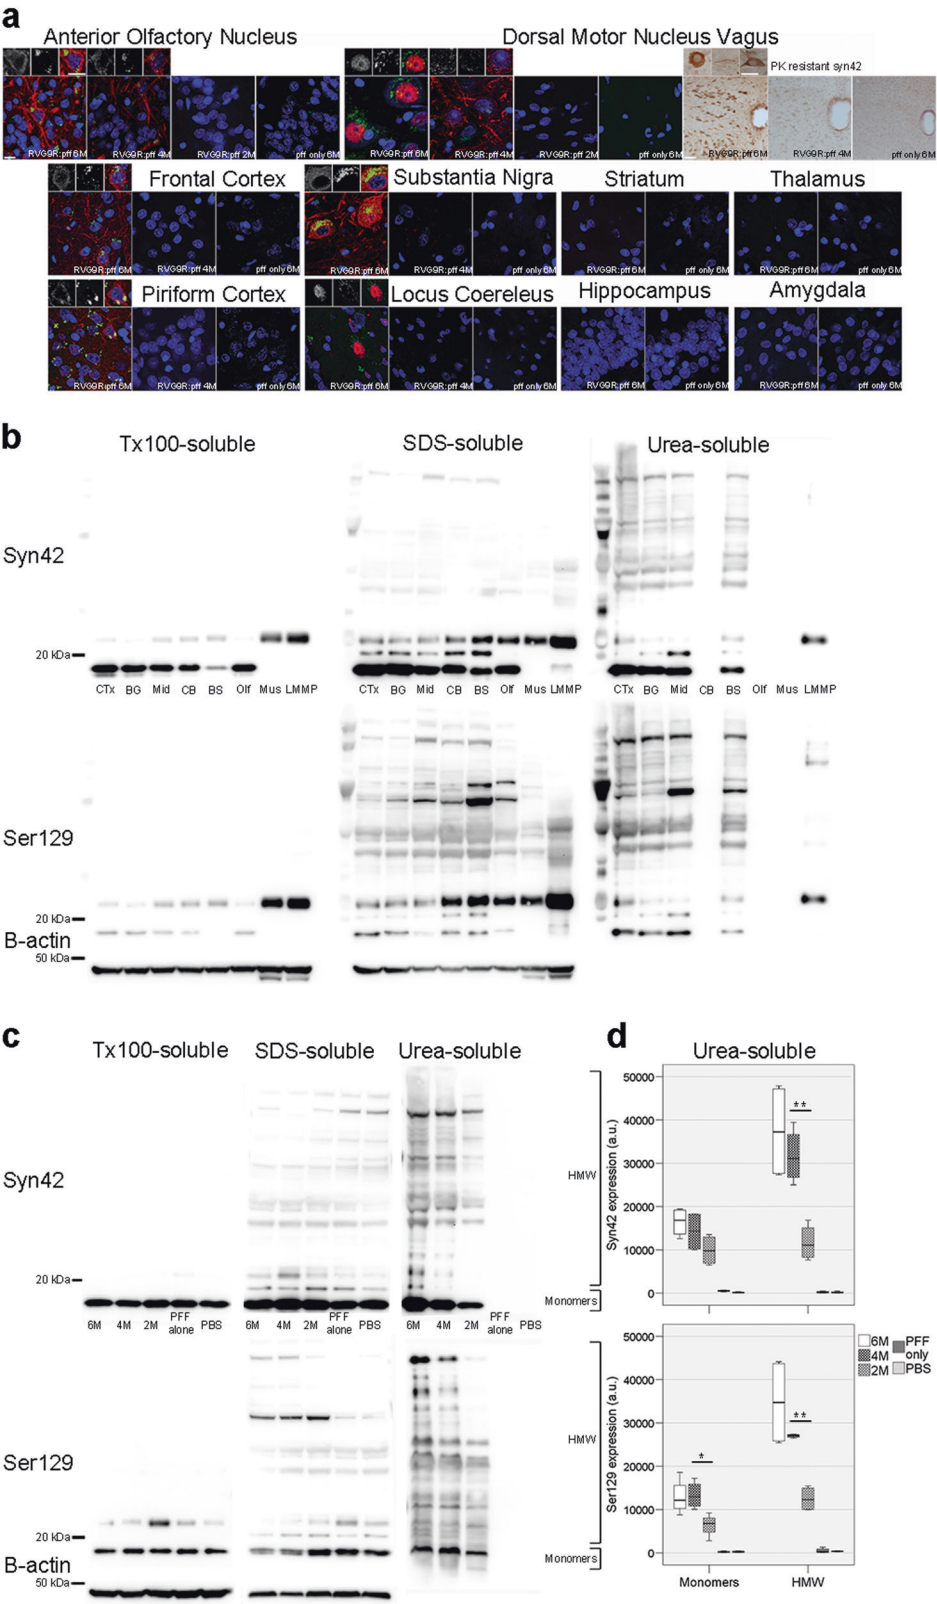 a
Anterior Olfactory Nucleus
Dorsal Motor Nucleus Vagus
PK resistant syn42
RVG9R:pff 6M RVG9R:pff 4M RVG9R:pff 2M pff only 6M RVG9R:pff 6M RVG9R:pff 4M RVG9R:pff 2M pff only 6M RVG9R:pff 6M RVG9R:pff 4M pff only 6M
Frontal Cortex Substantia Nigra Striatum Thalamus
RVG9R:pff 6M RVG9R:pff 4M pff only 6M RVG9R:pff 6M RVG9R:pff 4M pff only 6M RVG9R:pff 6M pff only 6M RVG9R:pff 6M pff only 6M
Piriform Cortex Locus Coereleus Hippocampus Amygdala
RVG9R:pff 6M RVG9R:pff 4M pff only 6M RVG9R:pff 6M RVG9R:pff 4M pff only 6M RVG9R:pff 6M pff only 6M RVG9R:pff 6M pff only 6M
b
Tx100-soluble SDS-soluble Urea-soluble
Syn42
20 kDa
CTx BG Mid CB BS Olf Mus LMMP CTx BG Mid CB BS Olf Mus LMMP CTx BG Mid CB BS Olf Mus LMMP
Ser129
20 kDa
B-actin
50 kDa
c
Tx100-soluble SDS-soluble Urea-soluble
Syn42
20 kDa
6M 4M 2M PFF alone PBS 6M 4M 2M PFF alone PBS 6M 4M 2M PFF alone PBS
HMW
Monomers
Ser129
20 kDa
B-actin
50 kDa
HMW
Monomers
d
Urea-soluble
Syn42 expression (a.u.)
50000
40000
30000
20000
10000
0
**
Ser129 expression (a.u.)
50000
40000
30000
20000
10000
0
*
**
Monomers HMW
6M
4M
2M
PFF only
PBS